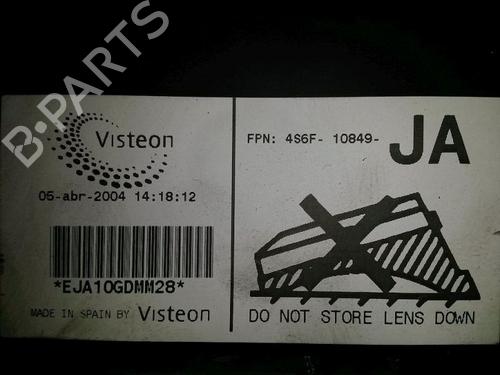 B-PARTS
Visteon
05-abr-2004 14:18:12
*EJA10GDMM28*
MADE IN SPAIN BY Visteon
FPN: 4S6F- 10849- JA
DO NOT STORE LENS DOWN